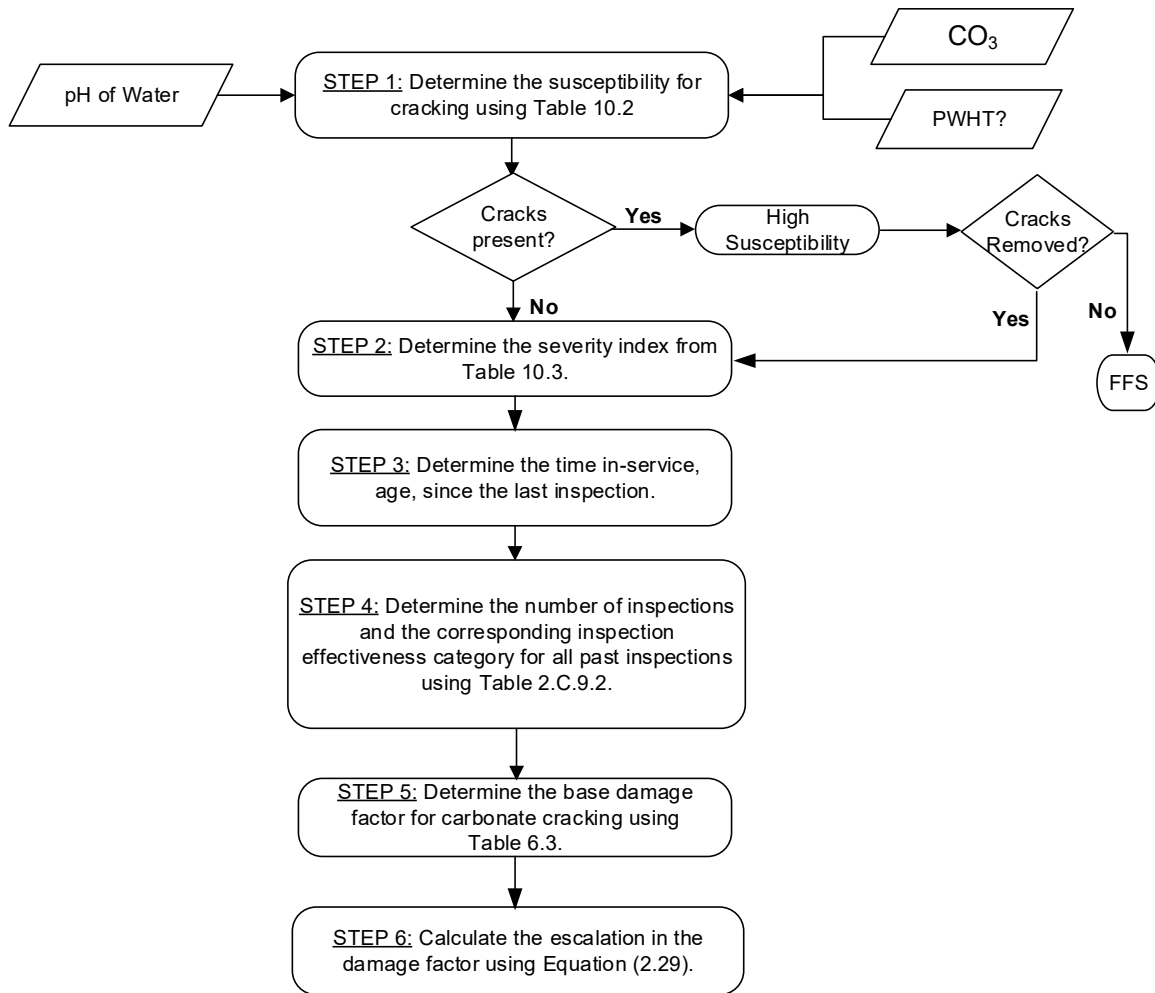 CO₃
pH of Water
STEP 1: Determine the susceptibility for
cracking using Table 10.2
PWHT?
Cracks
present?
Yes
High
Susceptibility
Cracks
Removed?
No
Yes
No
STEP 2: Determine the severity index from
Table 10.3.
FFS
STEP 3: Determine the time in-service,
age, since the last inspection.
STEP 4: Determine the number of inspections
and the corresponding inspection
effectiveness category for all past inspections
using Table 2.C.9.2.
STEP 5: Determine the base damage
factor for carbonate cracking using
Table 6.3.
STEP 6: Calculate the escalation in the
damage factor using Equation (2.29).